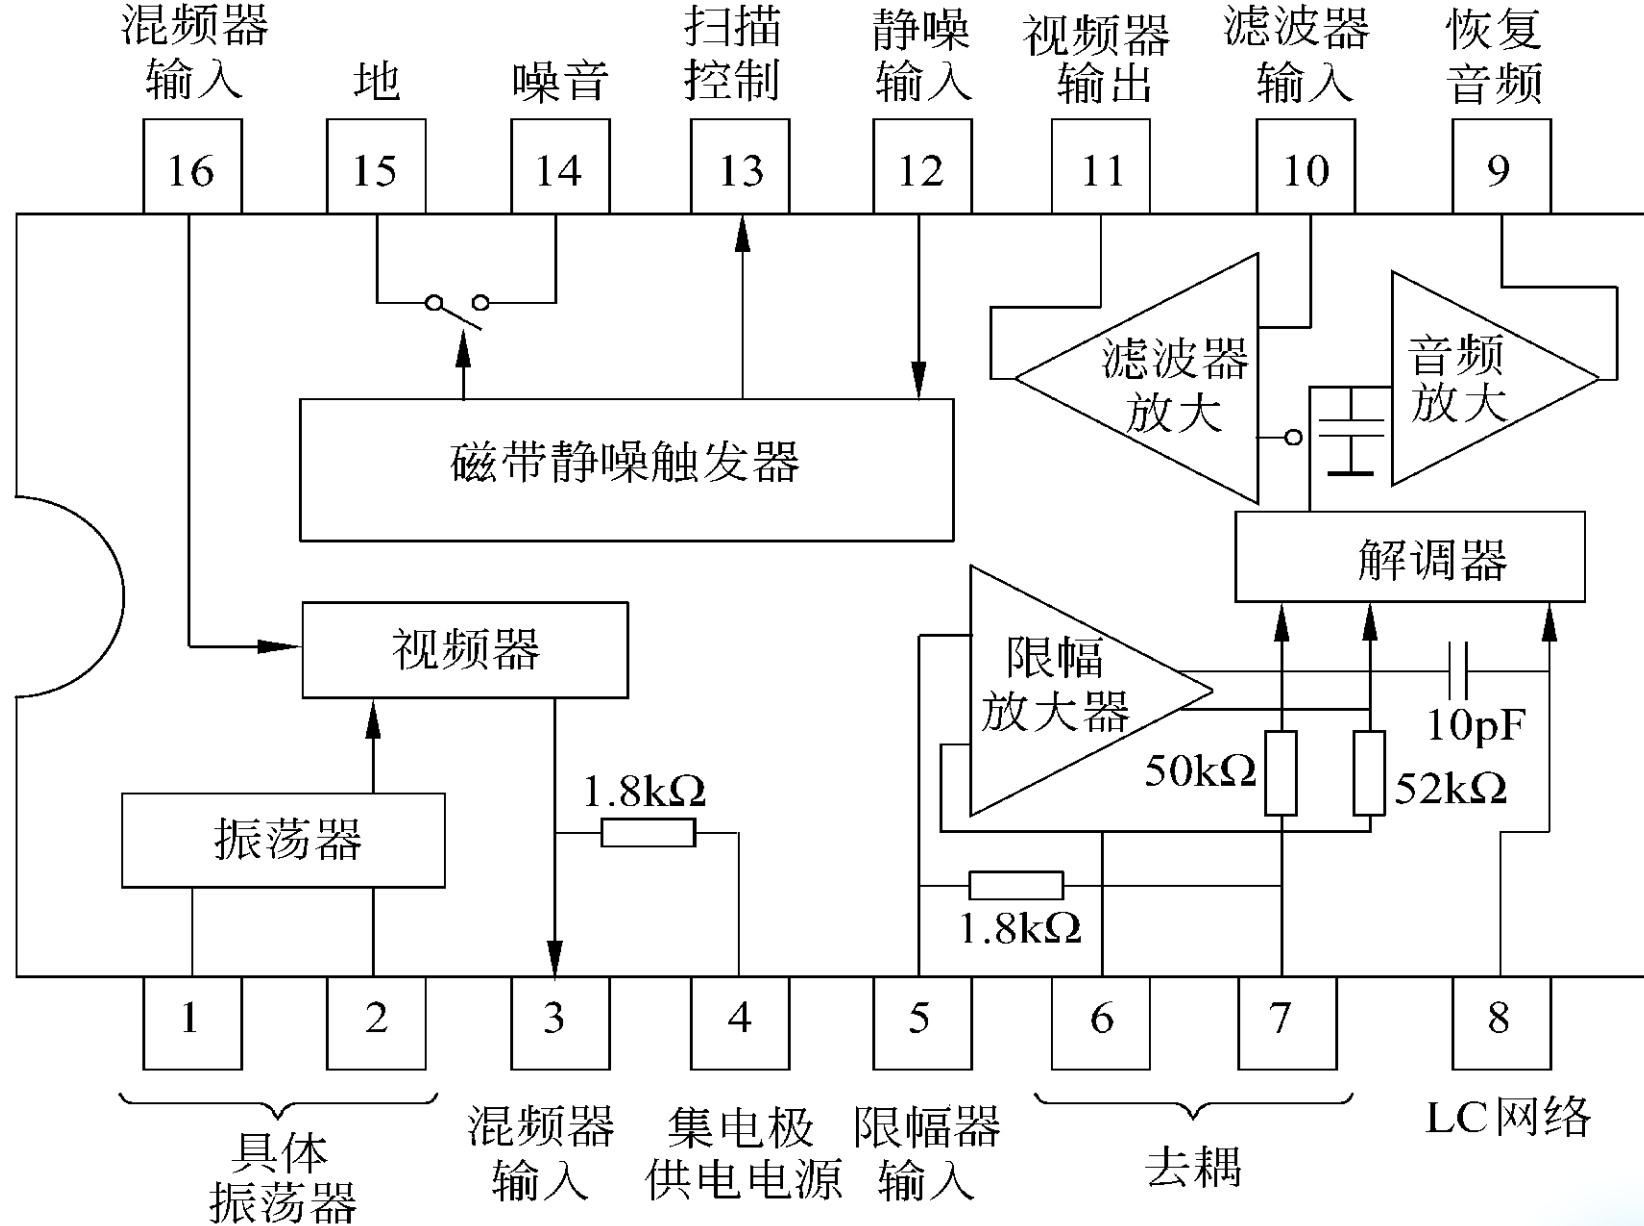 混频器
输入
地
噪音
扫描
控制
静噪
输入
视频器
输出
滤波器
输入
恢复
音频
16
15
14
13
12
11
10
9
滤波器
放大
音频
放大
磁带静噪触发器
解调器
视频器
限幅
放大器
10pF
50kΩ
52kΩ
1.8kΩ
振荡器
1.8kΩ
1
2
3
4
5
6
7
8
具体
振荡器
混频器
输入
集电极
供电电源
限幅器
输入
去耦
LC网络